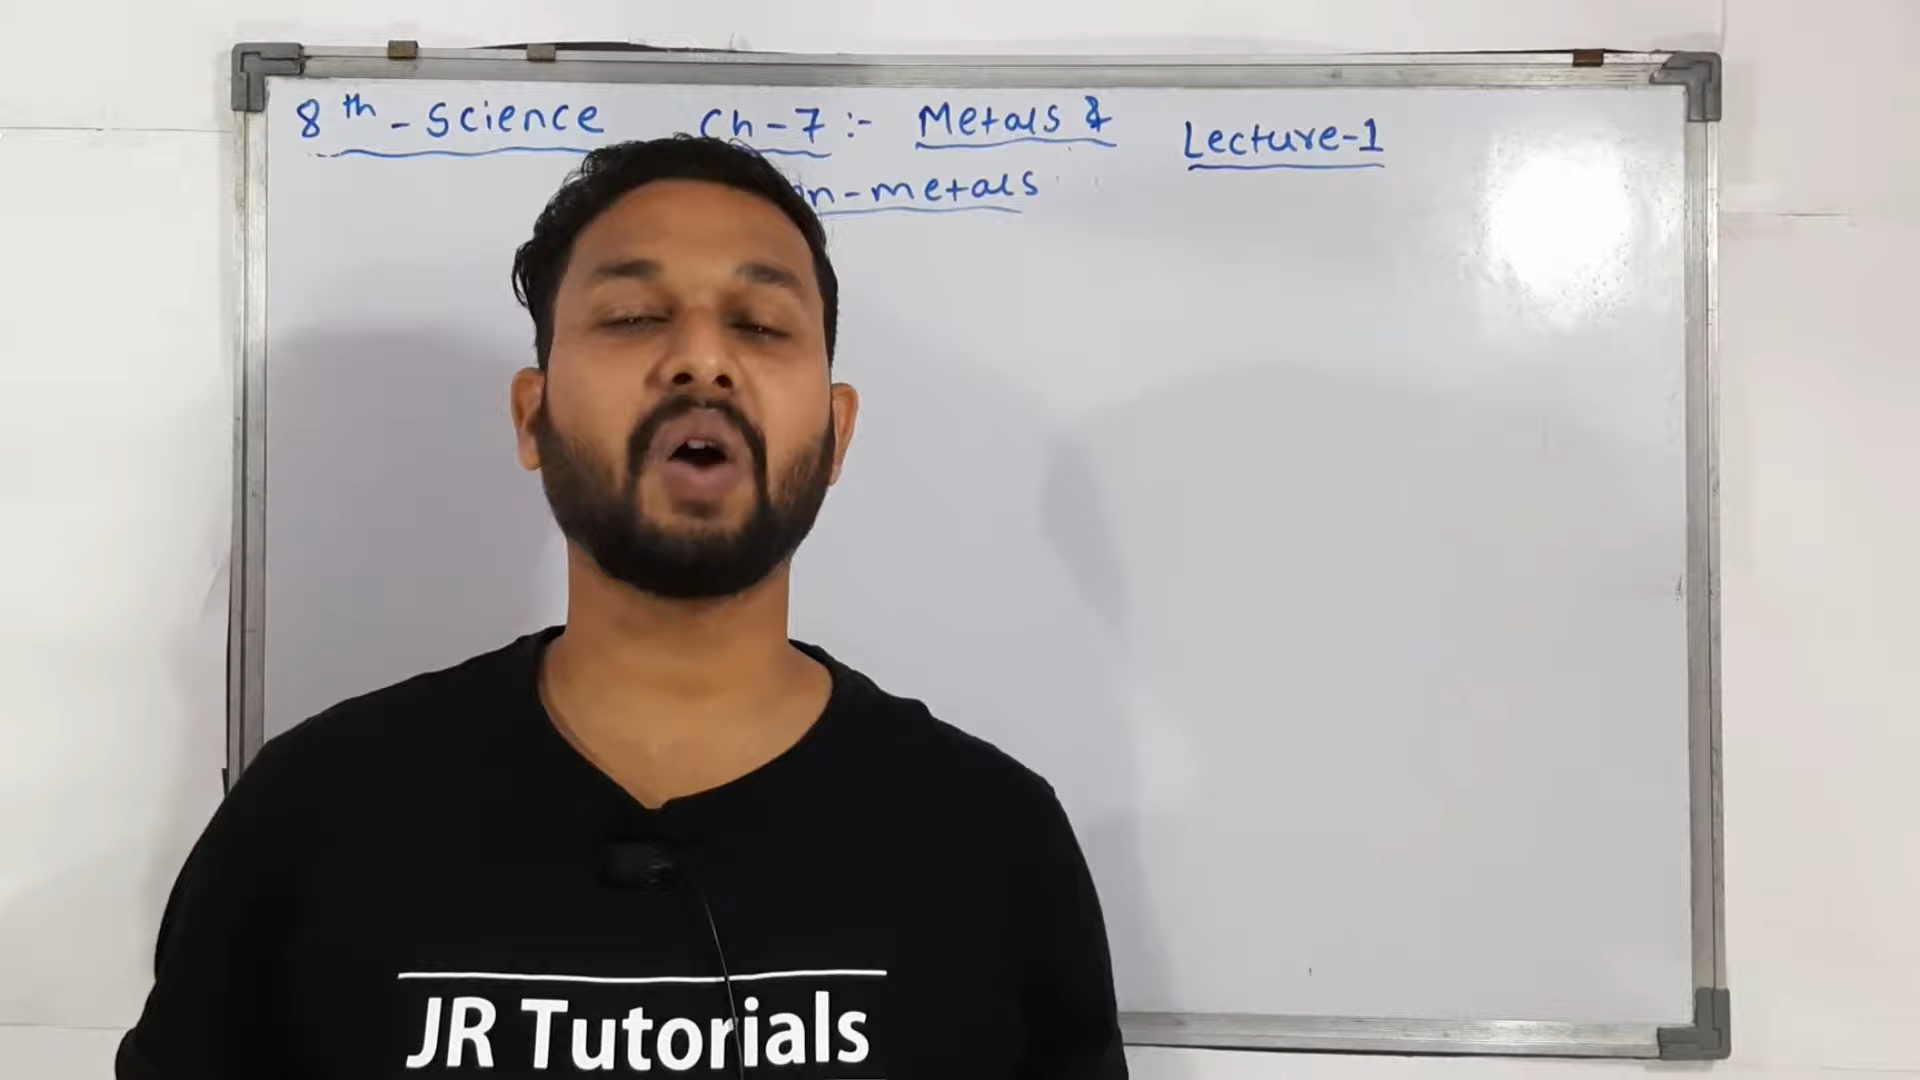 8th - Science Ch-7 :- Metals & Lecture-1
n-metals
JR Tutorials